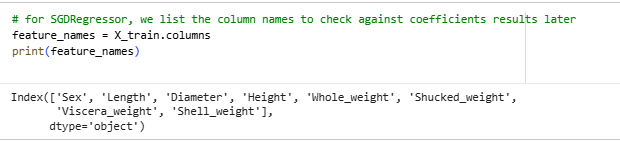 # for SGDRegressor, we list the column names to check against coefficients results later
feature_names = X_train.columns
print(feature_names)
Index(['Sex', 'Length', 'Diameter', 'Height', 'Whole_weight', 'Shucked_weight',
       'Viscera_weight', 'Shell_weight'],
      dtype='object')